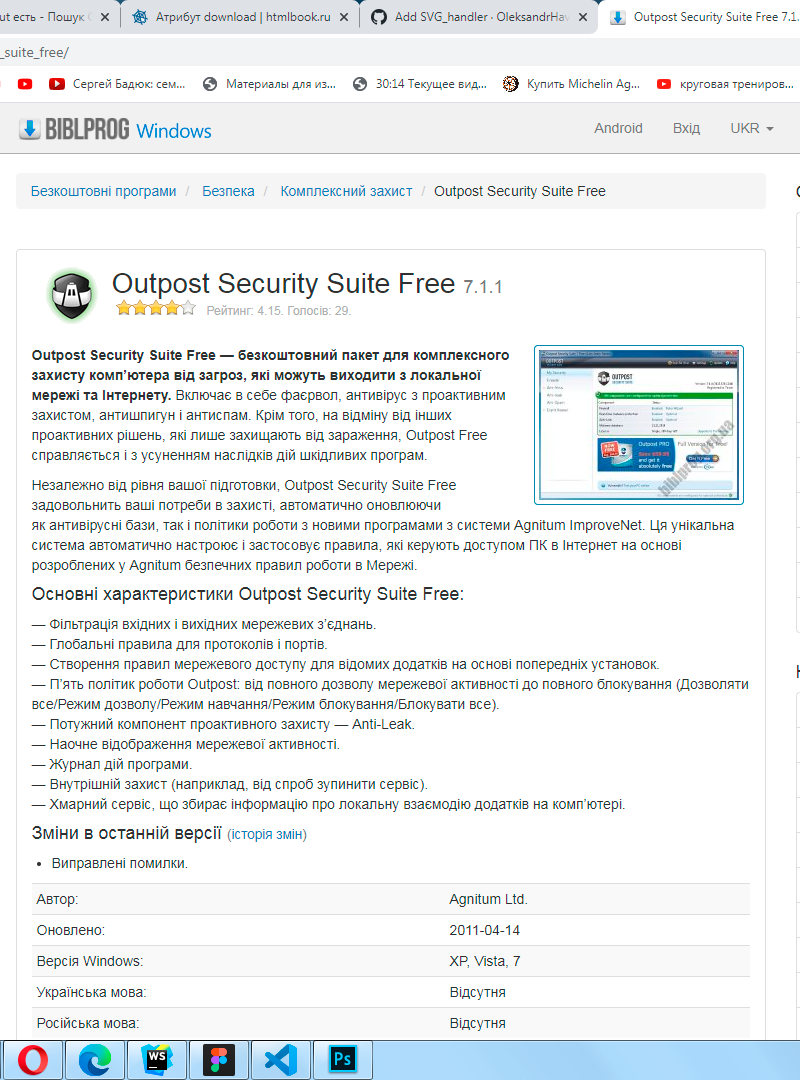 ut есть - Пошук G
Атрибут download | htmlbook.ru
Add SVG_handler · OleksandrHav
Outpost Security Suite Free 7.1.
_suite_free/
Сергей Бадюк: сем...
Материалы для из...
30:14 Текущее вид...
Купить Michelin Ag...
круговая трениров...
BIBLPROG Windows
Android
Вхід
UKR
Безкоштовні програми / Безпека / Комплексний захист / Outpost Security Suite Free
Outpost Security Suite Free 7.1.1
Рейтинг: 4.15. Голосів: 29.
Outpost Security Suite Free — безкоштовний пакет для комплексного
захисту комп’ютера від загроз, які можуть виходити з локальної
мережі та Інтернету. Включає в себе фаєрвол, антивірус з проактивним
захистом, антишпигун і антиспам. Крім того, на відміну від інших
проактивних рішень, які лише захищають від зараження, Outpost Free
справляється і з усуненням наслідків дій шкідливих програм.
Незалежно від рівня вашої підготовки, Outpost Security Suite Free
задовольнить ваші потреби в захисті, автоматично оновлюючи
як антивірусні бази, так і політики роботи з новими програмами з системи Agnitum ImproveNet. Ця унікальна
система автоматично настроює і застосовує правила, які керують доступом ПК в Інтернет на основі
розроблених у Agnitum безпечних правил роботи в Мережі.
Основні характеристики Outpost Security Suite Free:
— Фільтрація вхідних і вихідних мережевих з’єднань.
— Глобальні правила для протоколів і портів.
— Створення правил мережевого доступу для відомих додатків на основі попередніх установок.
— П’ять політик роботи Outpost: від повного дозволу мережевої активності до повного блокування (Дозволяти
все/Режим дозволу/Режим навчання/Режим блокування/Блокувати все).
— Потужний компонент проактивного захисту — Anti-Leak.
— Наочне відображення мережевої активності.
— Журнал дій програми.
— Внутрішній захист (наприклад, від спроб зупинити сервіс).
— Хмарний сервіс, що збирає інформацію про локальну взаємодію додатків на комп’ютері.
Зміни в останній версії (історія змін)
• Виправлені помилки.
Автор: Agnitum Ltd.
Оновлено: 2011-04-14
Версія Windows: XP, Vista, 7
Українська мова: Відсутня
Російська мова: Відсутня
WS
Ps